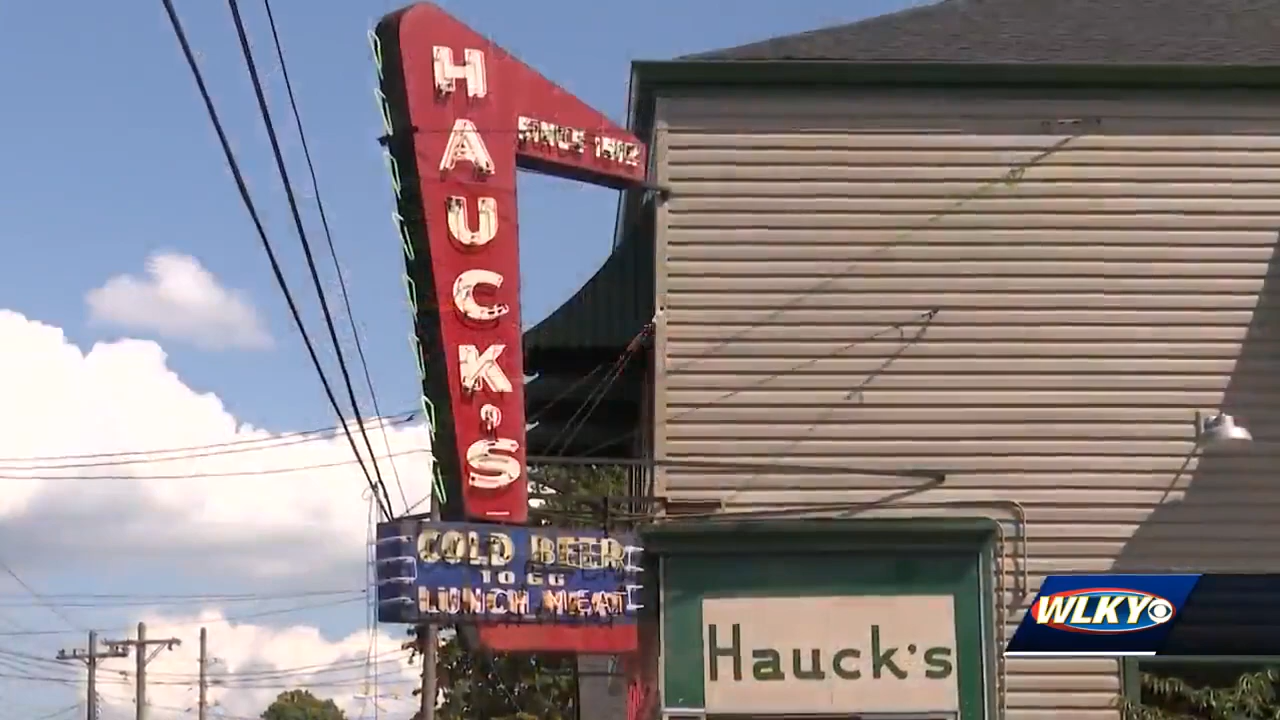 HAUCK'S
SINCE 1912
COLD BEER
TO GO
LUNCH MEAT
Hauck's
WLKY